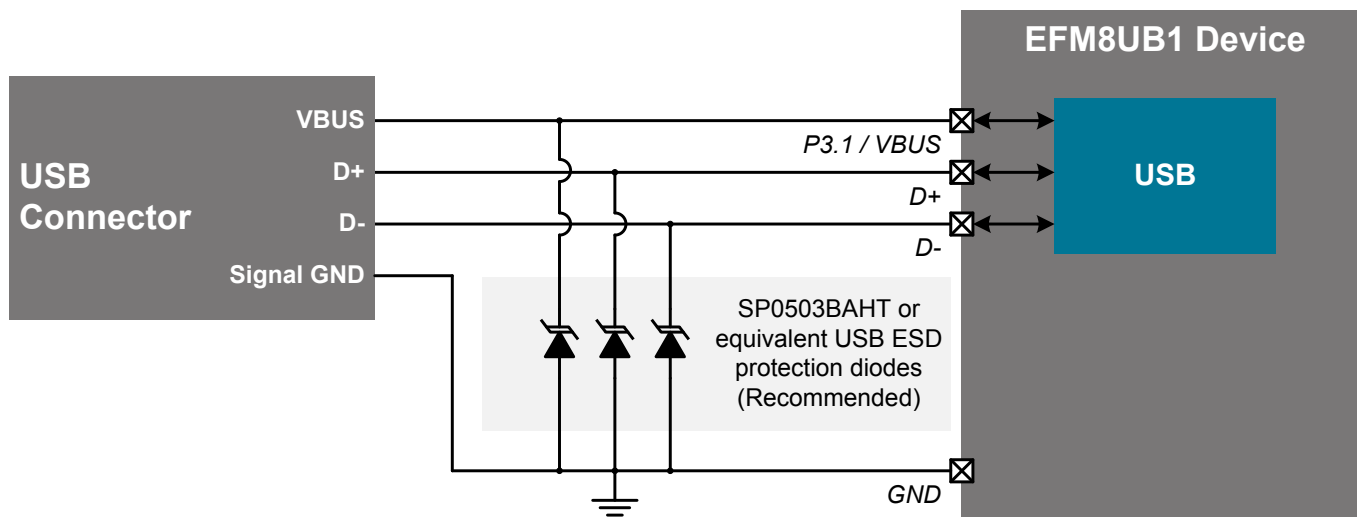 EFM8UB1 Device
USB
Connector
VBUS
D+
D-
Signal GND
P3.1 / VBUS
D+
D-
USB
SP0503BAHT or
equivalent USB ESD
protection diodes
(Recommended)
GND